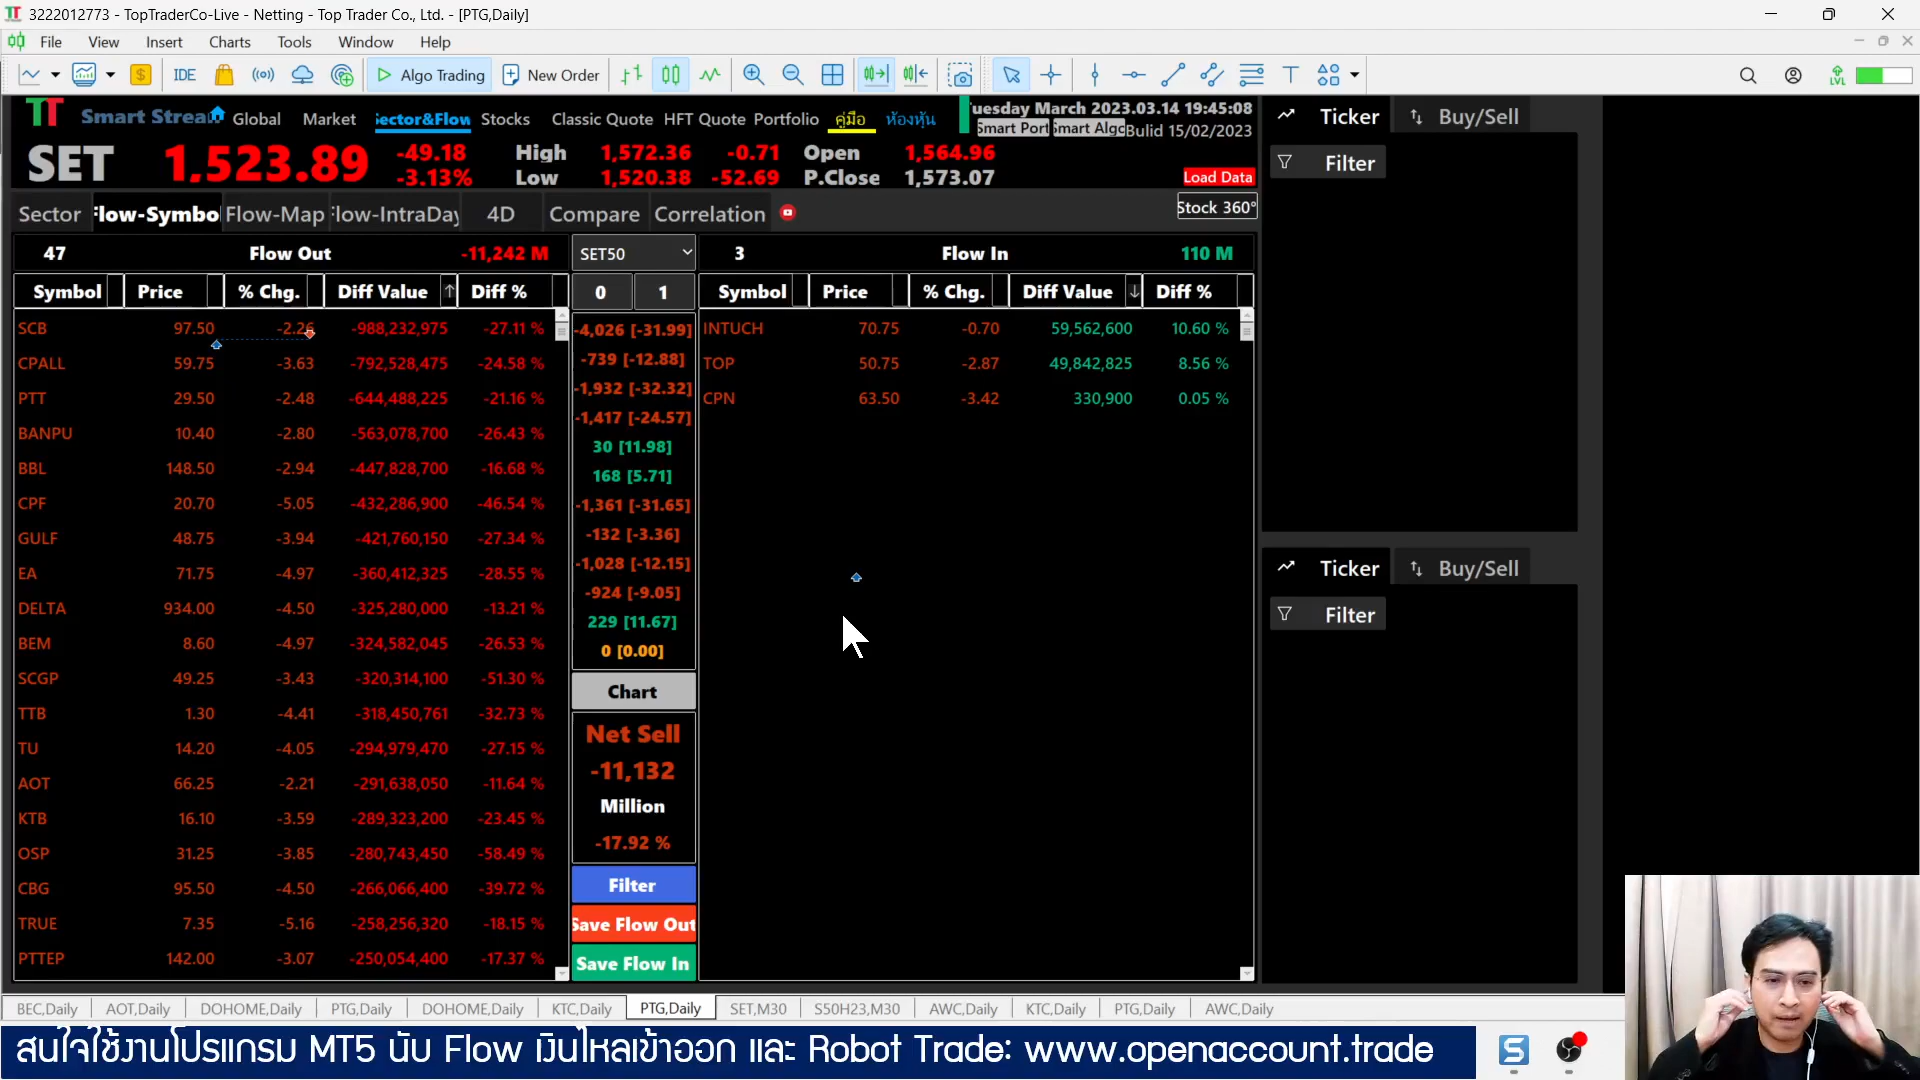 3222012773 - TopTraderCo-Live - Netting - Top Trader Co., Ltd. - [PTG,Daily]
File View Insert Charts Tools Window Help
IDE Algo Trading New Order LVL
Smart Strea Global Market Sector&Flow Stocks Classic Quote HFT Quote Portfolio คู่มือ ห้องหุ้น
uesday March 2023.03.14 19:45:08
Smart Port Smart Algo Bulid 15/02/2023
SET 1,523.89 -49.18 -3.13%
High 1,572.36 -0.71 Open 1,564.96
Low 1,520.38 -52.69 P.Close 1,573.07
Load Data
Sector Flow-Symbo Flow-Map Flow-IntraDay 4D Compare Correlation Stock 360°
47 Flow Out -11,242 M SET50 3 Flow In 110 M
Symbol Price % Chg. Diff Value Diff %
SCB 97.50 -2.26 -988,232,975 -27.11 %
CPALL 59.75 -3.63 -792,528,475 -24.58 %
PTT 29.50 -2.48 -644,488,225 -21.16 %
BANPU 10.40 -2.80 -563,078,700 -26.43 %
BBL 148.50 -2.94 -447,828,700 -16.68 %
CPF 20.70 -5.05 -432,286,900 -46.54 %
GULF 48.75 -3.94 -421,760,150 -27.34 %
EA 71.75 -4.97 -360,412,325 -28.55 %
DELTA 934.00 -4.50 -325,280,000 -13.21 %
BEM 8.60 -4.97 -324,582,045 -26.53 %
SCGP 49.25 -3.43 -320,314,100 -51.30 %
TTB 1.30 -4.41 -318,450,761 -32.73 %
TU 14.20 -4.05 -294,979,470 -27.15 %
AOT 66.25 -2.21 -291,638,050 -11.64 %
KTB 16.10 -3.59 -289,323,200 -23.45 %
OSP 31.25 -3.85 -280,743,450 -58.49 %
CBG 95.50 -4.50 -266,066,400 -39.72 %
TRUE 7.35 -5.16 -258,256,320 -18.15 %
PTTEP 142.00 -3.07 -250,054,400 -17.37 %
0 1
-4,026 [-31.99]
-739 [-12.88]
-1,932 [-32.32]
-1,417 [-24.57]
30 [11.98]
168 [5.71]
-1,361 [-31.65]
-132 [-3.36]
-1,028 [-12.15]
-924 [-9.05]
229 [11.67]
0 [0.00]
Chart
Net Sell
-11,132
Million
-17.92 %
Filter
Save Flow Out
Save Flow In
Symbol Price % Chg. Diff Value Diff %
INTUCH 70.75 -0.70 59,562,600 10.60 %
TOP 50.75 -2.87 49,842,825 8.56 %
CPN 63.50 -3.42 330,900 0.05 %
Ticker Buy/Sell
Filter
Ticker Buy/Sell
Filter
BEC,Daily AOT,Daily DOHOME,Daily PTG,Daily DOHOME,Daily KTC,Daily PTG,Daily SET,M30 S50H23,M30 AWC,Daily KTC,Daily PTG,Daily AWC,Daily
สนใจใช้งานโปรแกรม MT5 นับ Flow เงินไหลเข้าออก และ Robot Trade: www.openaccount.trade